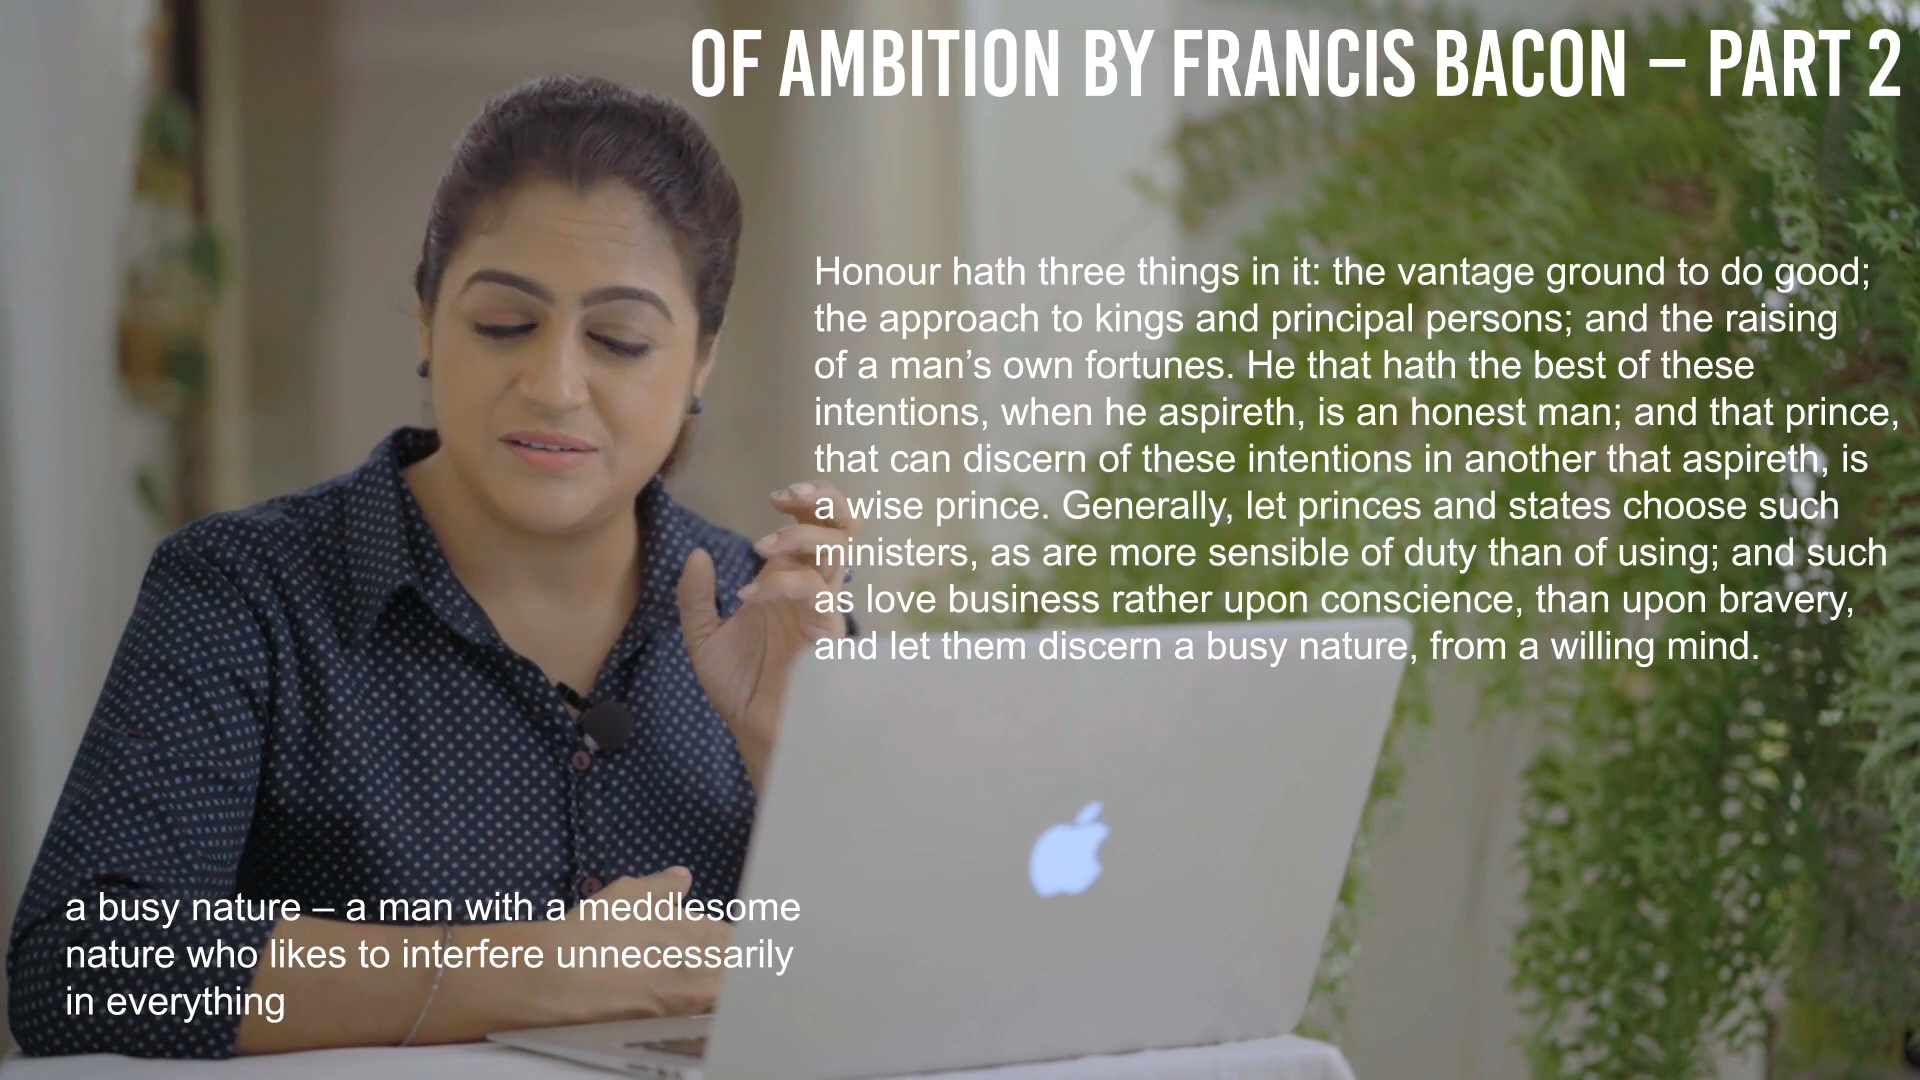 OF AMBITION BY FRANCIS BACON – PART 2
Honour hath three things in it: the vantage ground to do good;
the approach to kings and principal persons; and the raising
of a man’s own fortunes. He that hath the best of these
intentions, when he aspireth, is an honest man; and that prince,
that can discern of these intentions in another that aspireth, is
a wise prince. Generally, let princes and states choose such
ministers, as are more sensible of duty than of using; and such
as love business rather upon conscience, than upon bravery,
and let them discern a busy nature, from a willing mind.
a busy nature – a man with a meddlesome
nature who likes to interfere unnecessarily
in everything